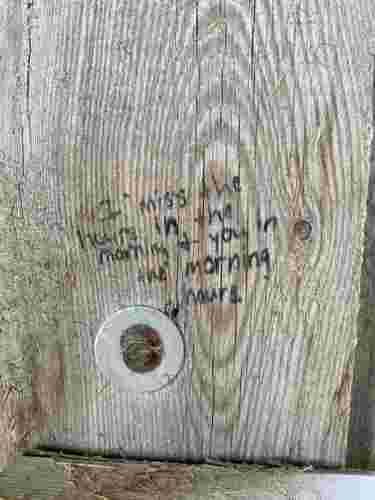 "I" miss the
hours in the
morning & you in
the morning
hours